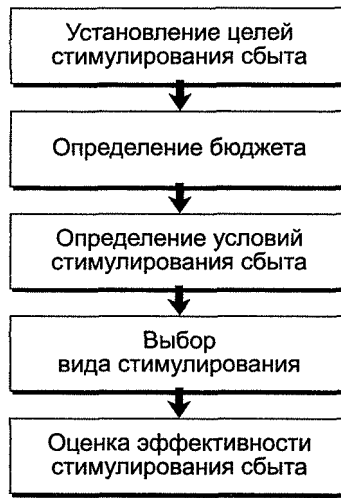 Установление целей
стимулирования сбыта
Определение бюджета
Определение условий
стимулирования сбыта
Выбор
вида стимулирования
Оценка эффективности
стимулирования сбыта